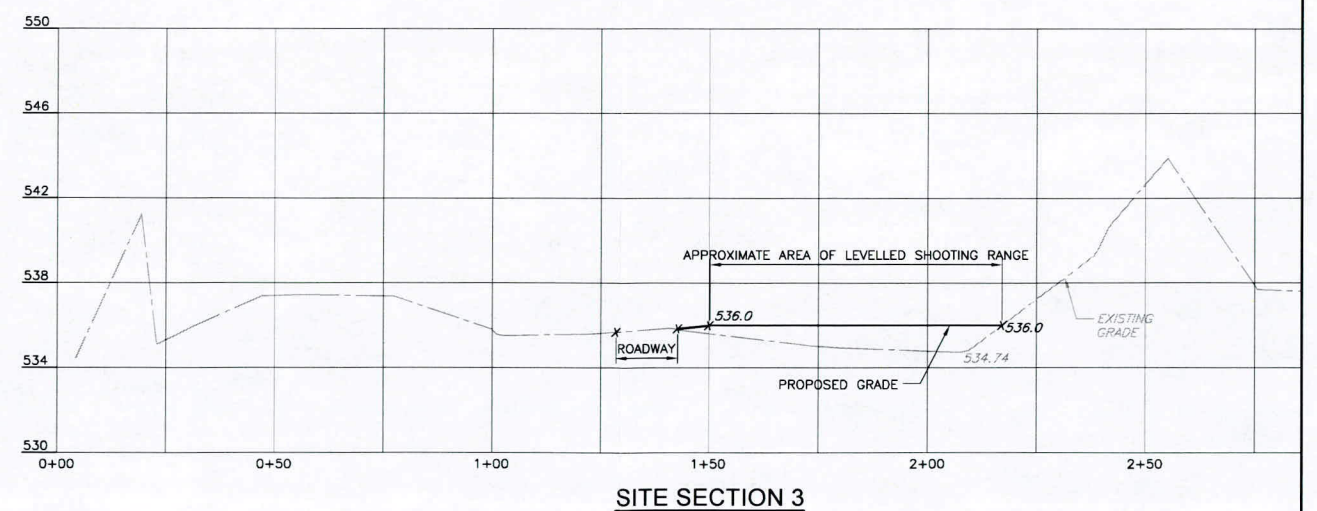 550
546
542
538
534
530
APPROXIMATE AREA OF LEVELLED SHOOTING RANGE
536.0
536.0
EXISTING
GRADE
ROADWAY
534.74
PROPOSED GRADE
0+00
0+50
1+00
1+50
2+00
2+50
SITE SECTION 3